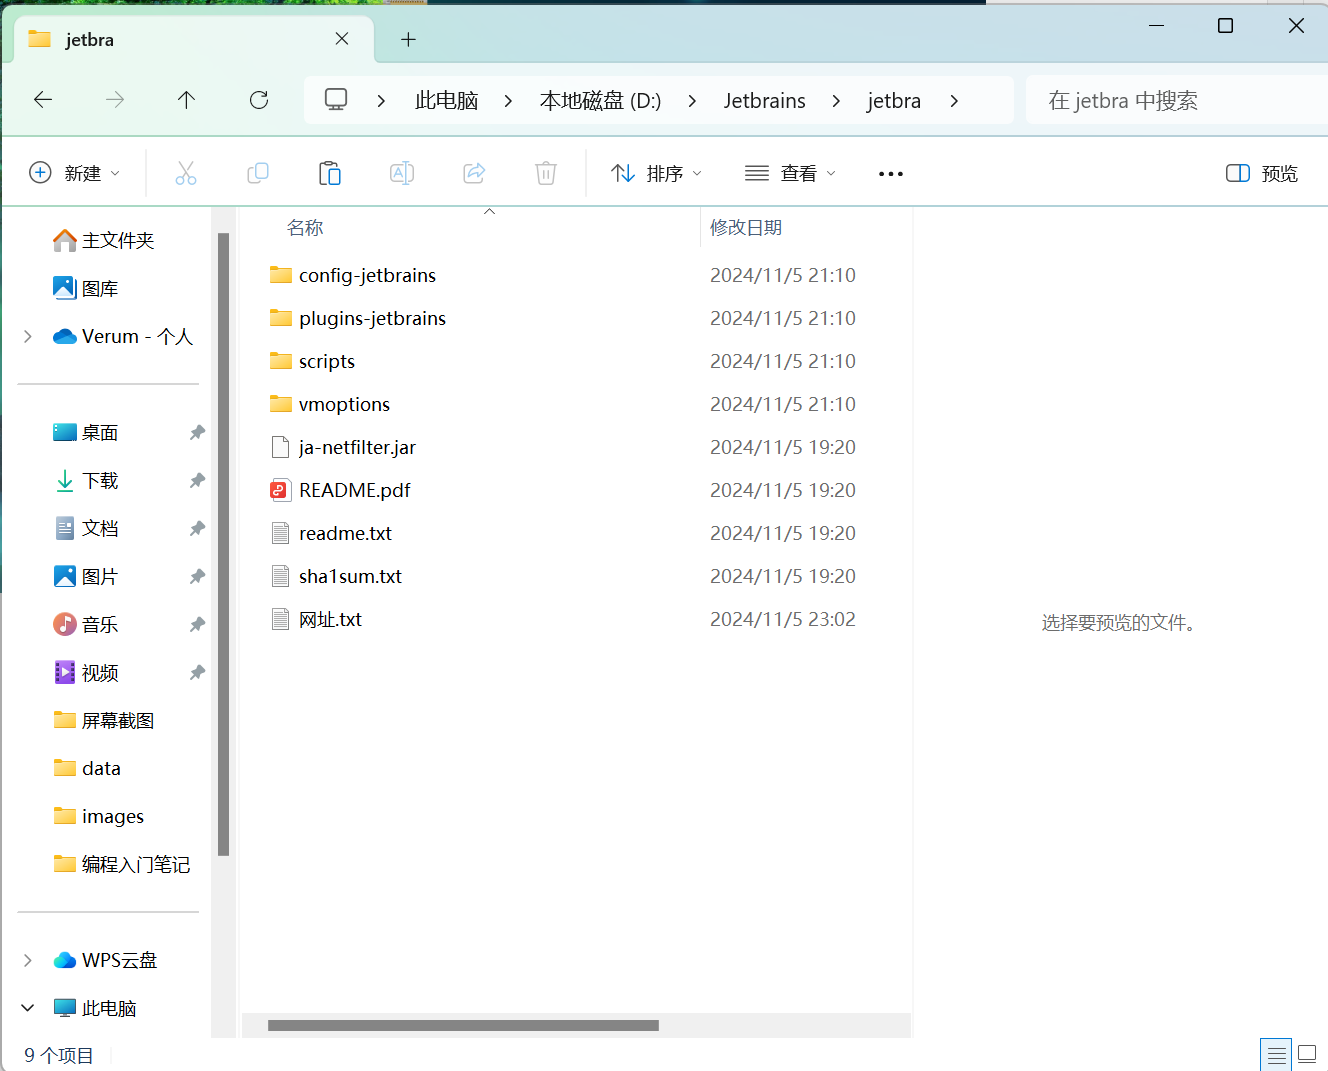 jetbra
此电脑 本地磁盘 (D:) Jetbrains jetbra 在 jetbra 中搜索
新建 排序 查看 预览
主文件夹
图库
Verum - 个人
桌面
下载
文档
图片
音乐
视频
屏幕截图
data
images
编程入门笔记
WPS云盘
此电脑
名称 修改日期
config-jetbrains 2024/11/5 21:10
plugins-jetbrains 2024/11/5 21:10
scripts 2024/11/5 21:10
vmoptions 2024/11/5 21:10
ja-netfilter.jar 2024/11/5 19:20
README.pdf 2024/11/5 19:20
readme.txt 2024/11/5 19:20
sha1sum.txt 2024/11/5 19:20
网址.txt 2024/11/5 23:02
选择要预览的文件。
9 个项目